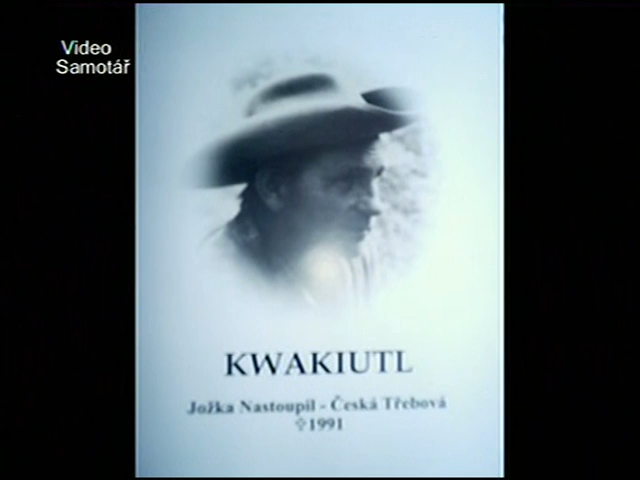 Video
Samotář
KWAKIUTL
Jožka Nastoupil - Česká Třebová
✞1991